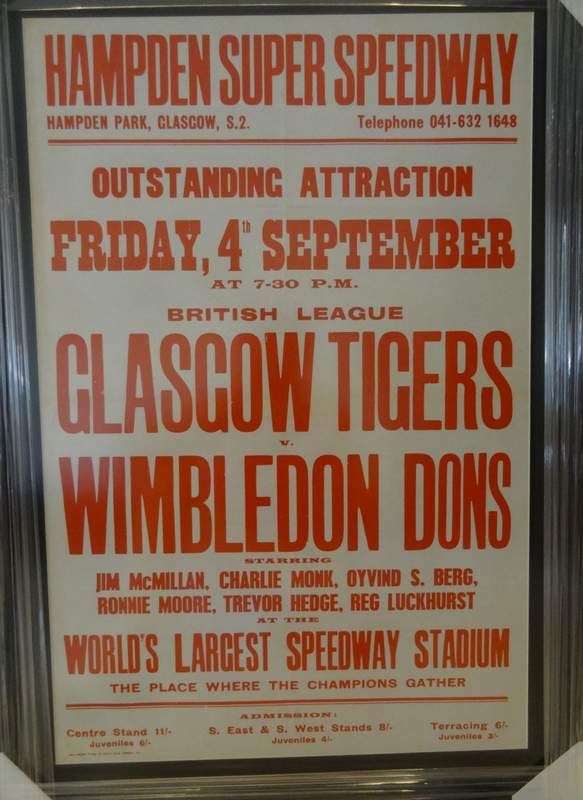 HAMPDEN SUPER SPEEDWAY
HAMPDEN PARK, GLASGOW, S.2. Telephone 041-632 1648
OUTSTANDING ATTRACTION
FRIDAY, 4th SEPTEMBER
AT 7-30 P.M.
BRITISH LEAGUE
GLASGOW TIGERS
v.
WIMBLEDON DONS
STARRING
JIM McMILLAN, CHARLIE MONK, OYVIND S. BERG,
RONNIE MOORE, TREVOR HEDGE, REG LUCKHURST
AT THE
WORLD'S LARGEST SPEEDWAY STADIUM
THE PLACE WHERE THE CHAMPIONS GATHER
ADMISSION:
Centre Stand 11/- S. East & S. West Stands 8/- Terracing 6/-
Juveniles 6/- Juveniles 4/- Juveniles 3/-